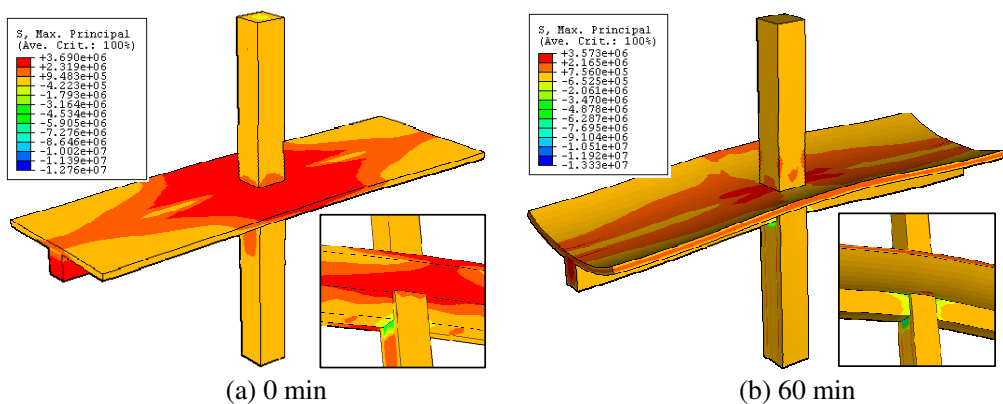 S, Max. Principal
(Ave. Crit.: 100%)
+3.690e+06
+2.319e+06
+9.483e+05
-4.223e+05
-1.793e+06
-3.164e+06
-4.534e+06
-5.905e+06
-7.276e+06
-8.646e+06
-1.002e+07
-1.139e+07
-1.276e+07
S, Max. Principal
(Ave. Crit.: 100%)
+3.573e+06
+2.165e+06
+7.560e+05
-6.525e+05
-2.061e+06
-3.470e+06
-4.878e+06
-6.287e+06
-7.695e+06
-9.104e+06
-1.051e+07
-1.192e+07
-1.333e+07
(a) 0 min
(b) 60 min